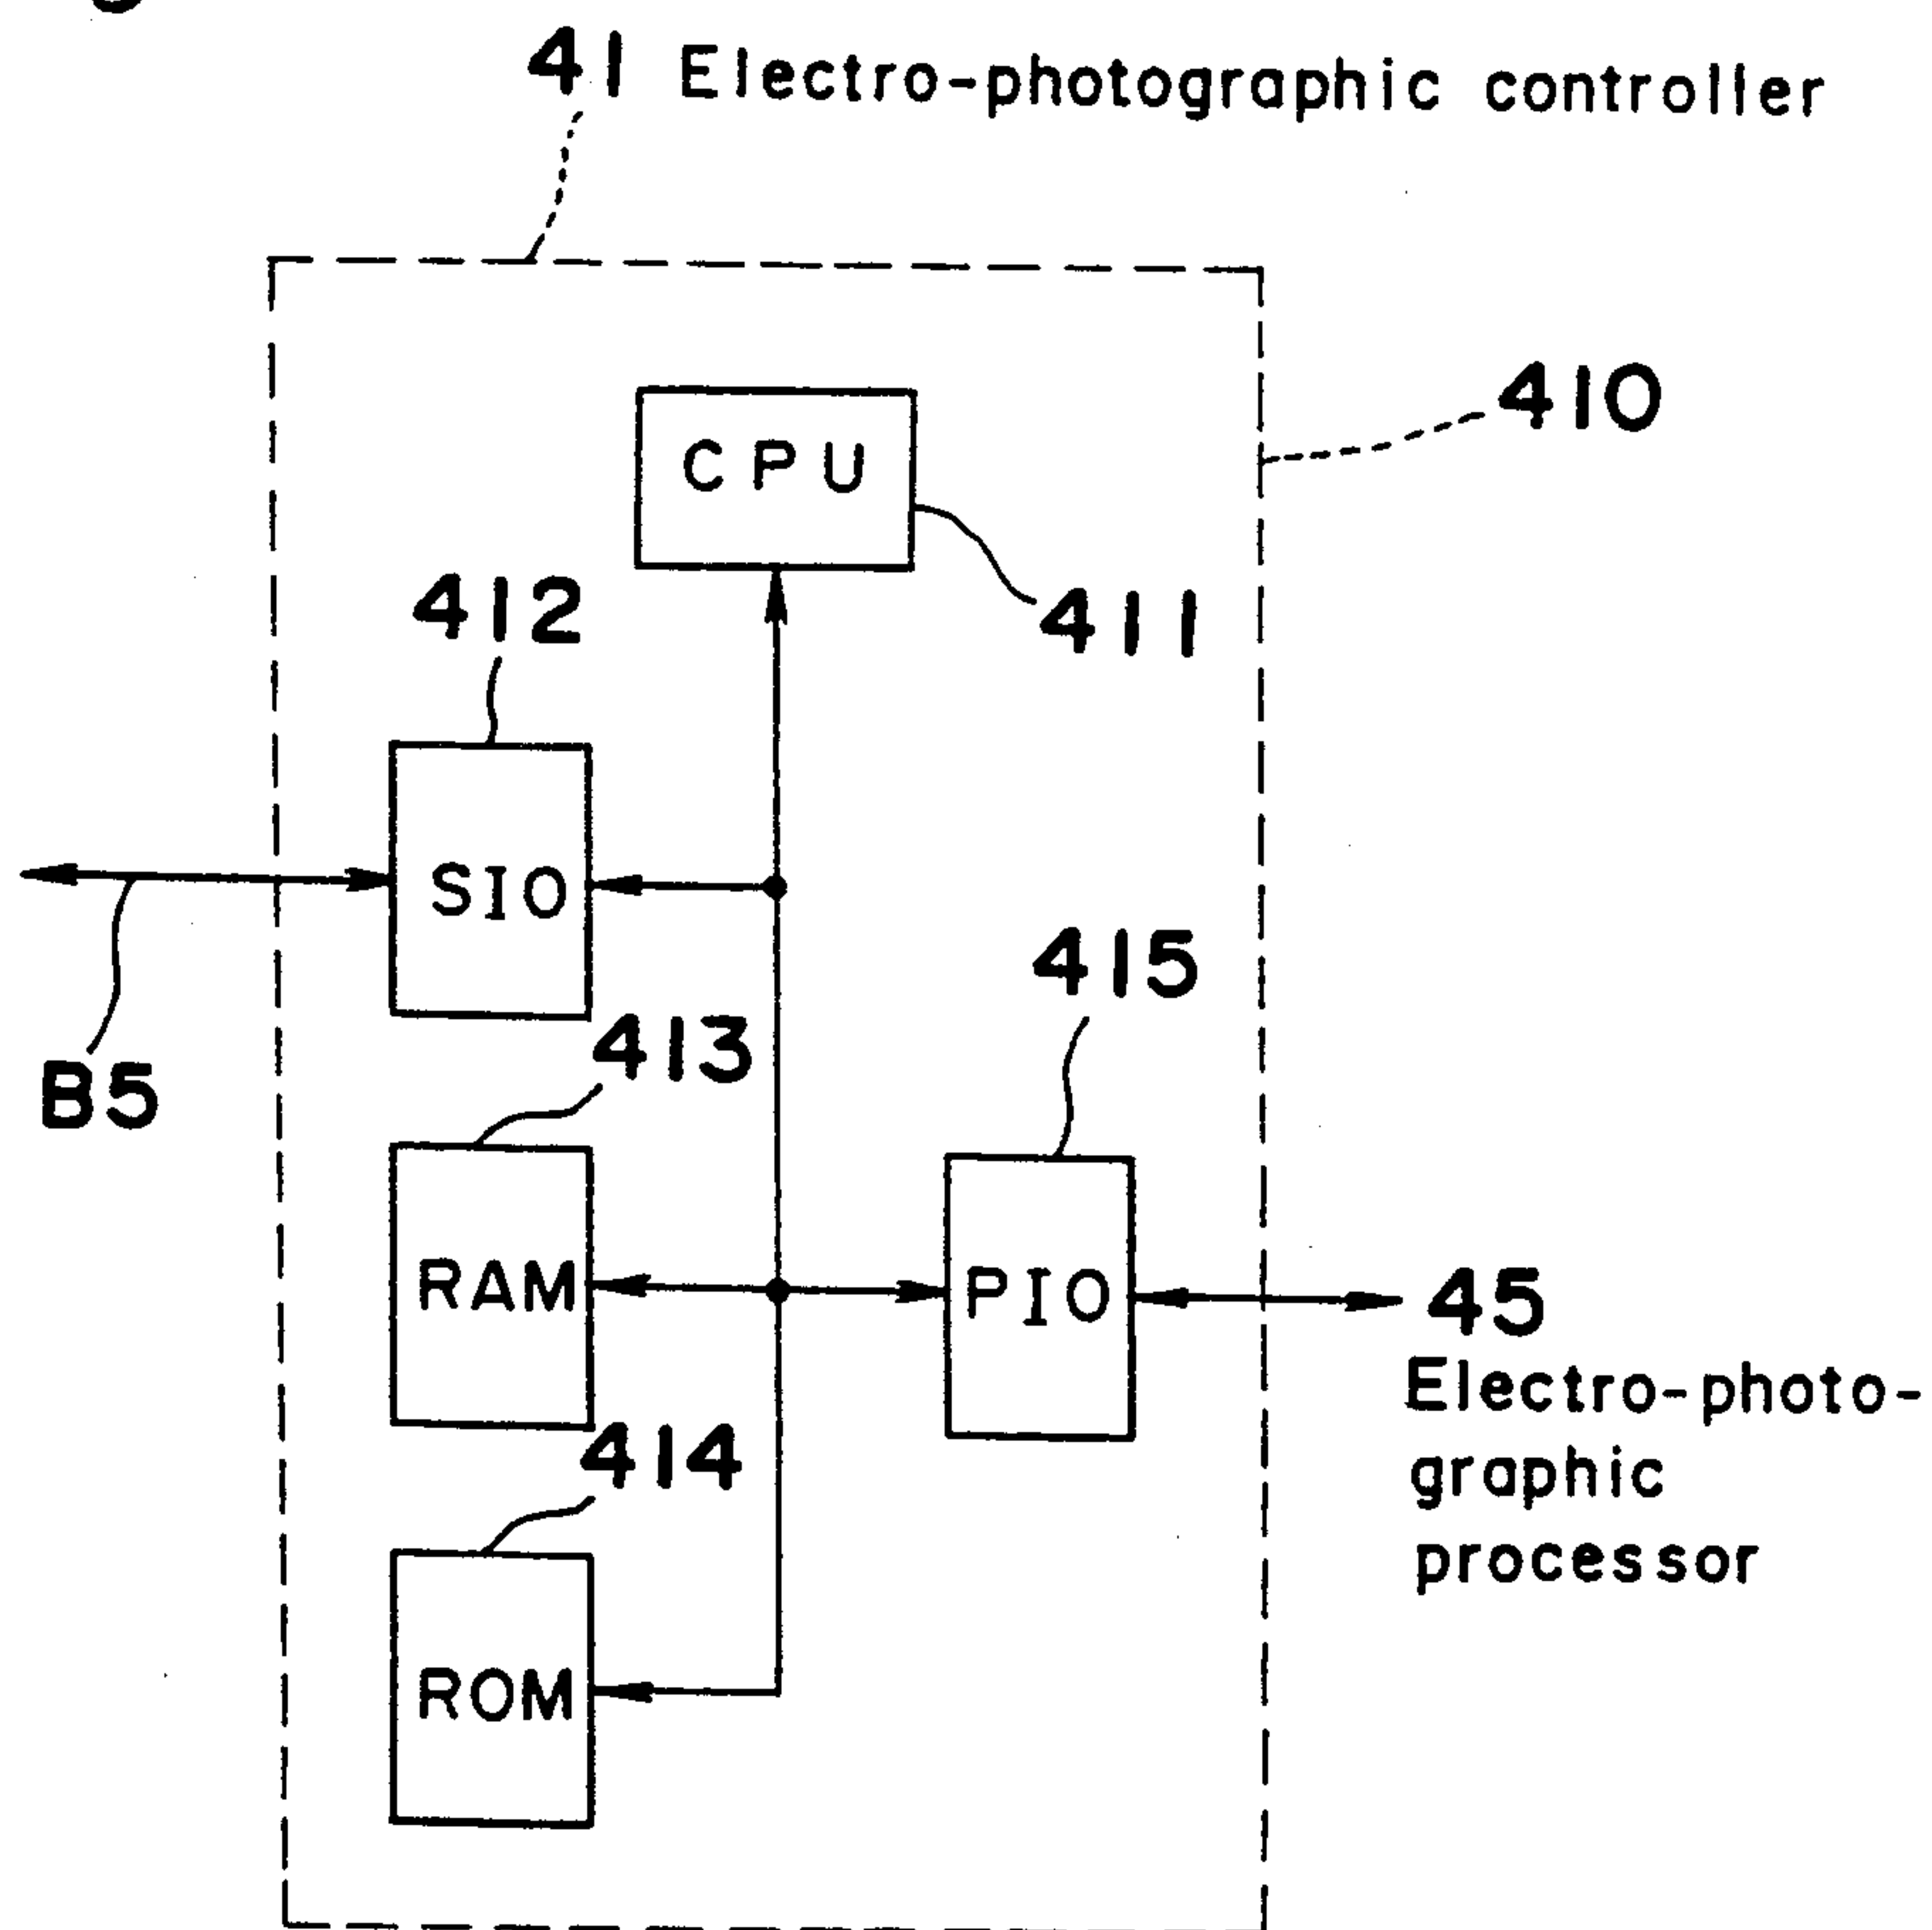 41 Electro-photographic controller
410
CPU
411
412
SIO
B5
413
415
RAM
PIO
45
Electro-photo-
graphic
processor
414
ROM